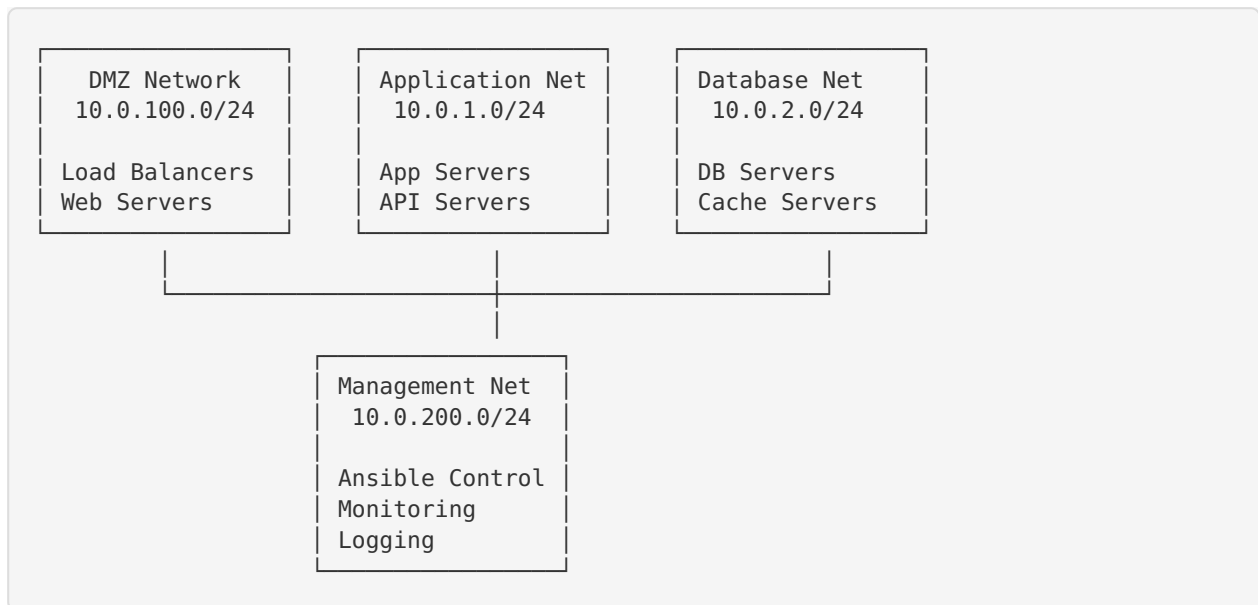 DMZ Network
10.0.100.0/24
Load Balancers
Web Servers
Application Net
10.0.1.0/24
App Servers
API Servers
Database Net
10.0.2.0/24
DB Servers
Cache Servers
Management Net
10.0.200.0/24
Ansible Control
Monitoring
Logging